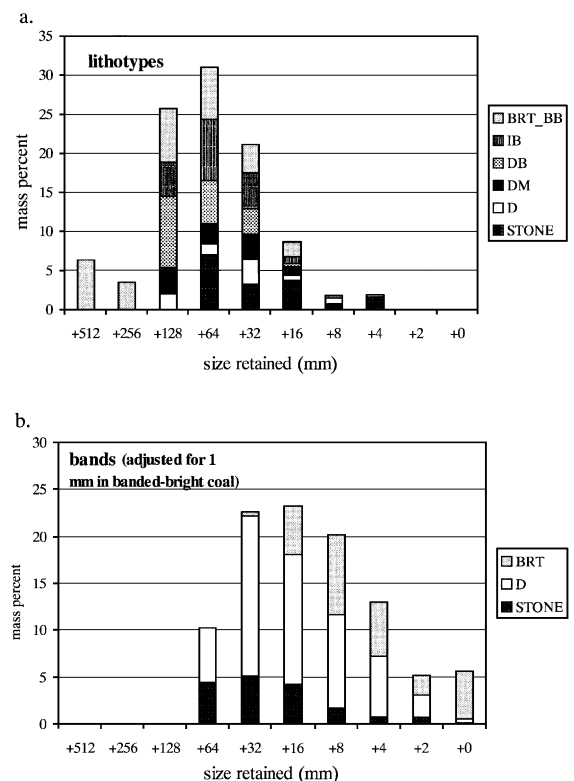 a.
35
30
25
20
15
10
5
0
mass percent
lithotypes
+512 +256 +128 +64 +32 +16 +8 +4 +2 +0
size retained (mm)
BRT_BB
IB
DB
DM
D
STONE
b.
30
25
20
15
10
5
0
mass percent
bands (adjusted for 1
mm in banded-bright coal)
+512 +256 +128 +64 +32 +16 +8 +4 +2 +0
size retained (mm)
BRT
D
STONE